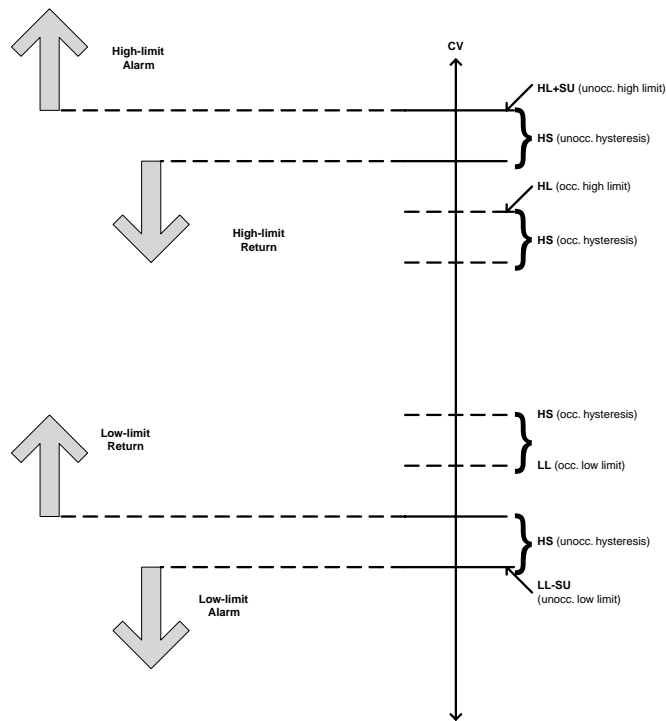 CV
High-limit
Alarm
HL+SU (unocc. high limit)
HS (unocc. hysteresis)
HL (occ. high limit)
High-limit
Return
HS (occ. hysteresis)
HS (occ. hysteresis)
Low-limit
Return
LL (occ. low limit)
HS (unocc. hysteresis)
LL-SU
(unocc. low limit)
Low-limit
Alarm